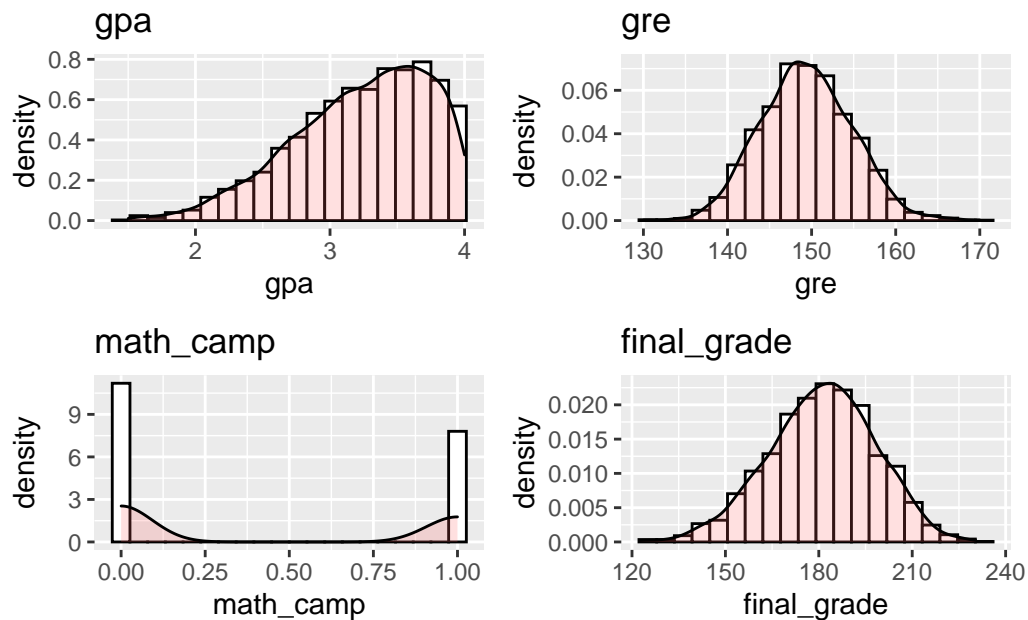 gpa
0.8
0.6
0.4
0.2
0.0
density
2 3 4
gpa
gre
0.06
0.04
0.02
0.00
density
130 140 150 160 170
gre
math_camp
9
6
3
0
density
0.00 0.25 0.50 0.75 1.00
math_camp
final_grade
0.020
0.015
0.010
0.005
0.000
density
120 150 180 210 240
final_grade